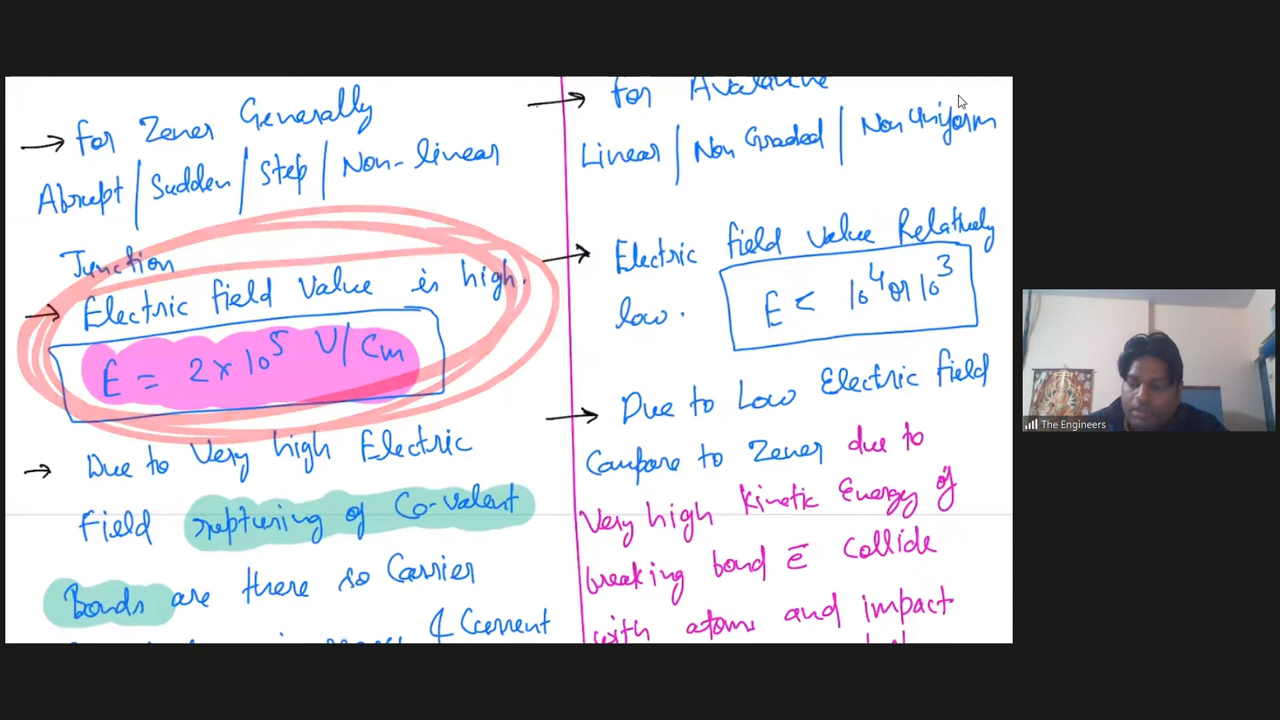 → for Zener Generally
Abrupt / Sudden / Step / Non-linear
Junction
→ Electric field Value is high.
E = 2 x 10^5 V/cm
→ Due to Very high Electric
Field repturing of Co-valent
Bonds are there so Carrier
& Current
→ for Avalanche
Linear / Non Graded / Non Uniform
→ Electric field value Relatively
low.
E < 10^4 or 10^3
→ Due to Low Electric field
Compare to Zener due to
Very high Kinetic Energy of
breaking bond e̅ Collide
with atoms and impact
The Engineers